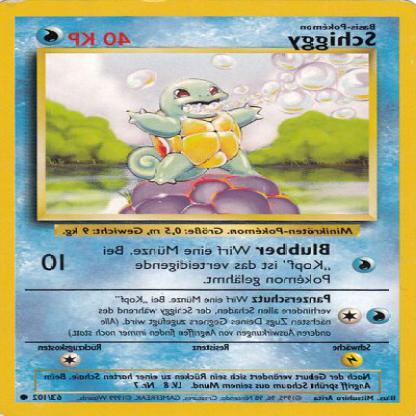 Basis-Pokémon
Schiggy 40 KP
Minikröten-Pokémon. Größe: 0,5 m, Gewicht: 9 kg.
Blubber Wirf eine Münze. Bei
„Kopf" ist das verteidigende
Pokémon gelähmt.
10
Panzerschutz Wirf eine Münze. Bei „Kopf"
verhindere allen Schaden, der Schiggy während des
nächsten Zugs Deines Gegners zugefügt wird. (Alle
anderen Auswirkungen von Angriffen finden immer noch statt.)
Schwäche Resistenz Rückzugskosten
Nach der Geburt verändert sich sein Rücken zu einer harten Schale. Beim
Angriff spuckt er Schaum aus seinem Mund. LV. 8 Nr. 7
Illus. Mitsuhiro Arita
63/102